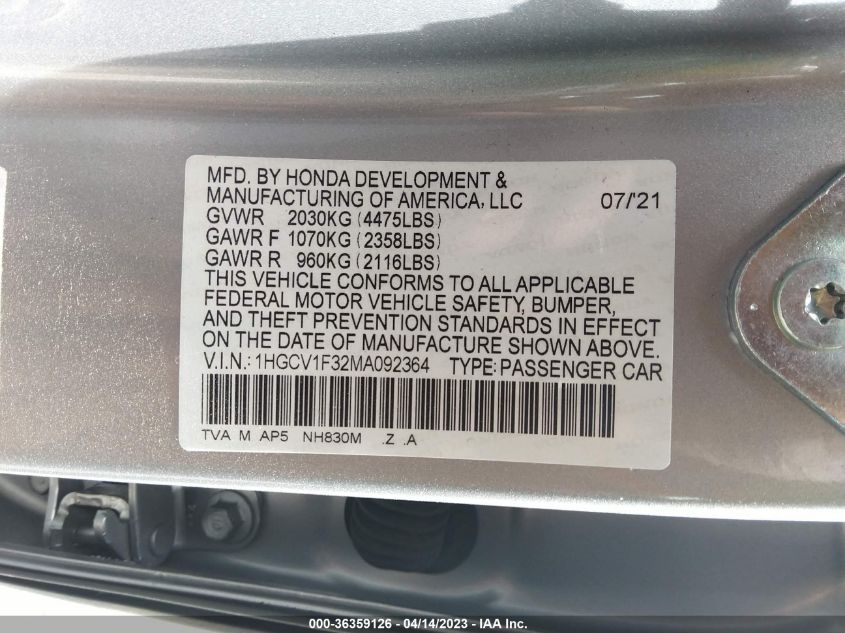 MFD. BY HONDA DEVELOPMENT &
MANUFACTURING OF AMERICA, LLC 07/'21
GVWR 2030KG (4475LBS)
GAWR F 1070KG (2358LBS)
GAWR R 960KG (2116LBS)
THIS VEHICLE CONFORMS TO ALL APPLICABLE
FEDERAL MOTOR VEHICLE SAFETY, BUMPER,
AND THEFT PREVENTION STANDARDS IN EFFECT
ON THE DATE OF MANUFACTURE SHOWN ABOVE.
V.I.N.: 1HGCV1F32MA092364 TYPE: PASSENGER CAR
TVA M AP5 NH830M .Z .A
000-36359126 - 04/14/2023 - IAA Inc.